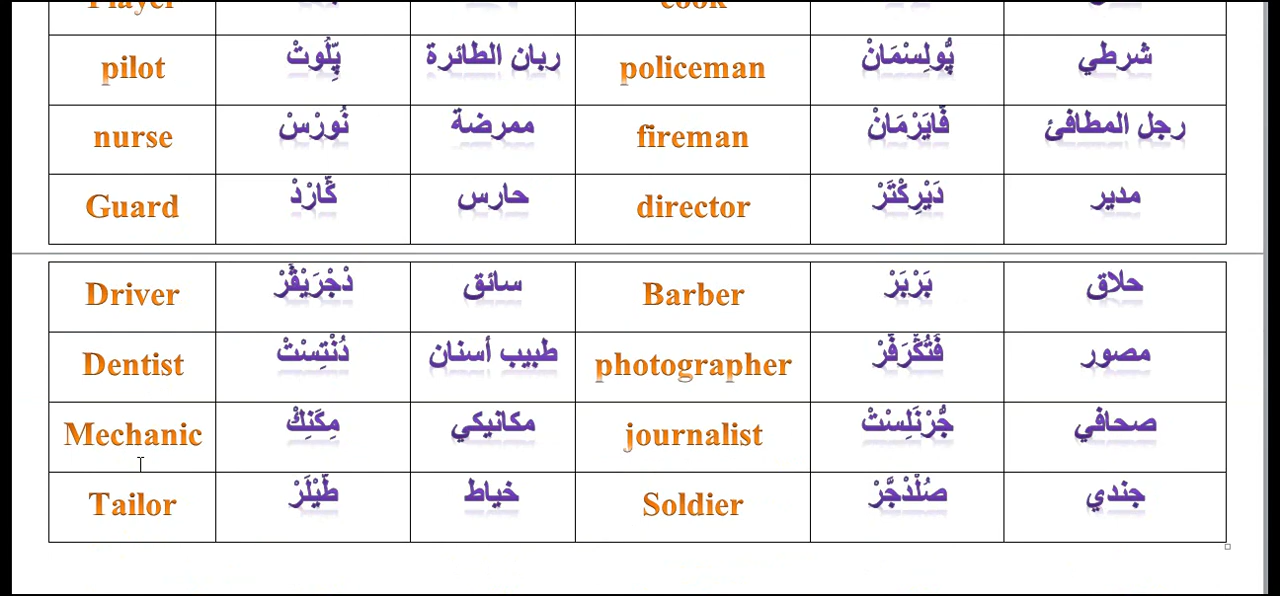 Player cook
pilot پِّلُوتْ ربان الطائرة policeman پُّولِسْمَانْ شرطي
nurse نُورْسْ ممرضة fireman فَايَرْمَانْ رجل المطافئ
Guard كَّارْدْ حارس director دَيْرِكْتَرْ مدير
Driver دْجْرَيْڤَرْ سائق Barber بَرْبَرْ حلاق
Dentist دُنْتِسْتْ طبيب أسنان photographer فَتُكَّرَفَرْ مصور
Mechanic مِكَنِكْ مكانيكي journalist جُّرْنَلِسْتْ صحافي
Tailor طَيْلَرْ خياط Soldier صُلْدْجَّرْ جندي